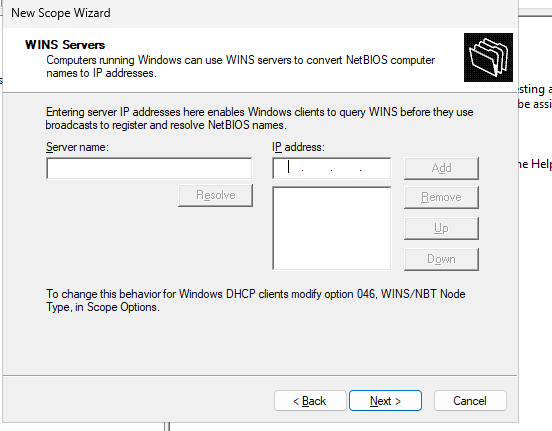 New Scope Wizard
WINS Servers
Computers running Windows can use WINS servers to convert NetBIOS computer
names to IP addresses.
Entering server IP addresses here enables Windows clients to query WINS before they use
broadcasts to register and resolve NetBIOS names.
Server name:
IP address:
Add
Resolve
Remove
Up
Down
To change this behavior for Windows DHCP clients modify option 046, WINS/NBT Node
Type, in Scope Options.
< Back
Next >
Cancel
be assi